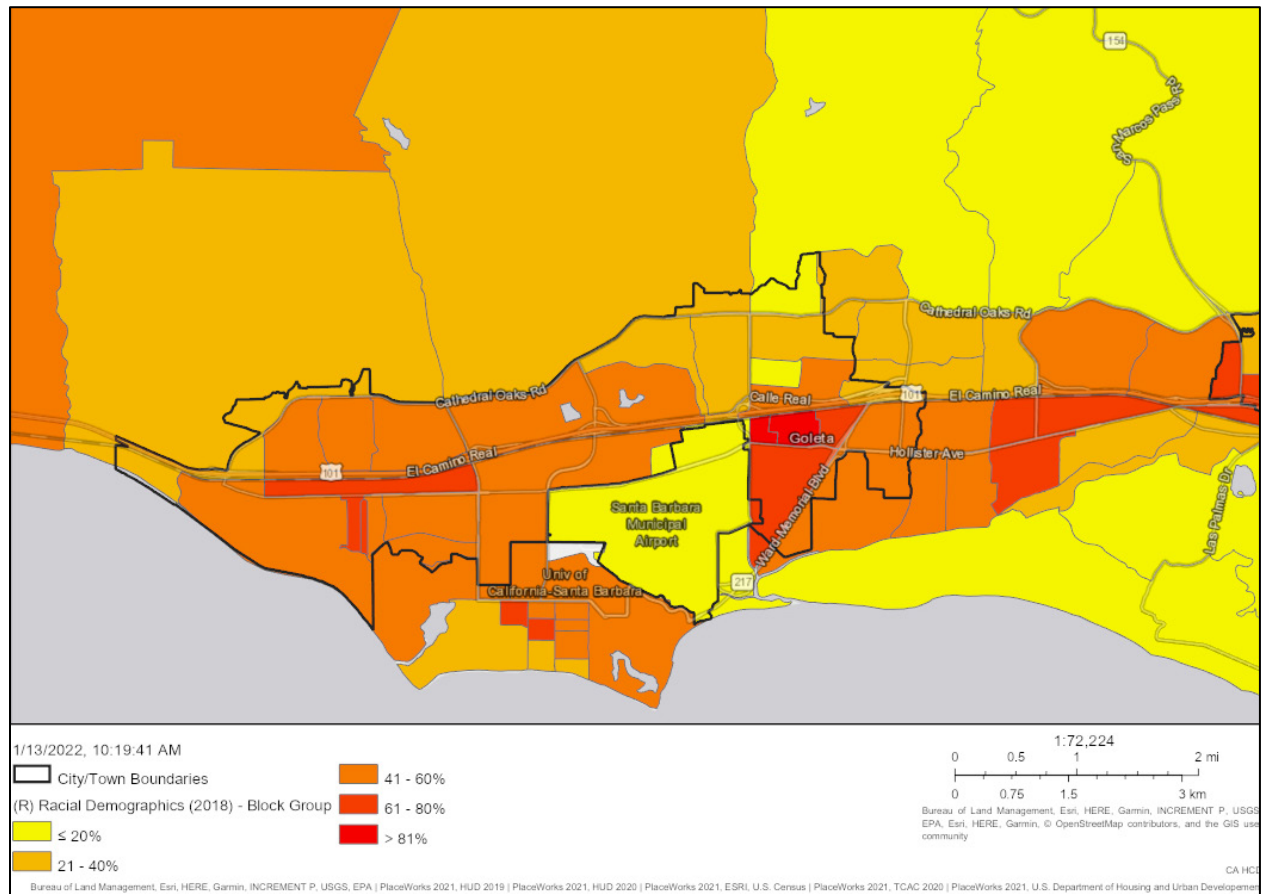 154
San Marcos Pass Rd
Cathedral Oaks Rd
Cathedral Oaks Rd
Calle Real
101
El Camino Real
Goleta
Hollister Ave
El Camino Real
101
Ward Memorial Blvd
Las Palmas Dr
Santa Barbara
Municipal
Airport
217
Univ of
California-Santa Barbara
1/13/2022, 10:19:41 AM
City/Town Boundaries
(R) Racial Demographics (2018) - Block Group
≤ 20%
21 - 40%
41 - 60%
61 - 80%
> 81%
1:72,224
0 0.5 1 2 mi
0 0.75 1.5 3 km
Bureau of Land Management, Esri, HERE, Garmin, INCREMENT P, USGS
EPA, Esri, HERE, Garmin, © OpenStreetMap contributors, and the GIS use
community
CA HCD
Bureau of Land Management, Esri, HERE, Garmin, INCREMENT P, USGS, EPA | PlaceWorks 2021, HUD 2019 | PlaceWorks 2021, HUD 2020 | PlaceWorks 2021, ESRI, U.S. Census | PlaceWorks 2021, TCAC 2020 | PlaceWorks 2021, U.S. Department of Housing and Urban Developmen